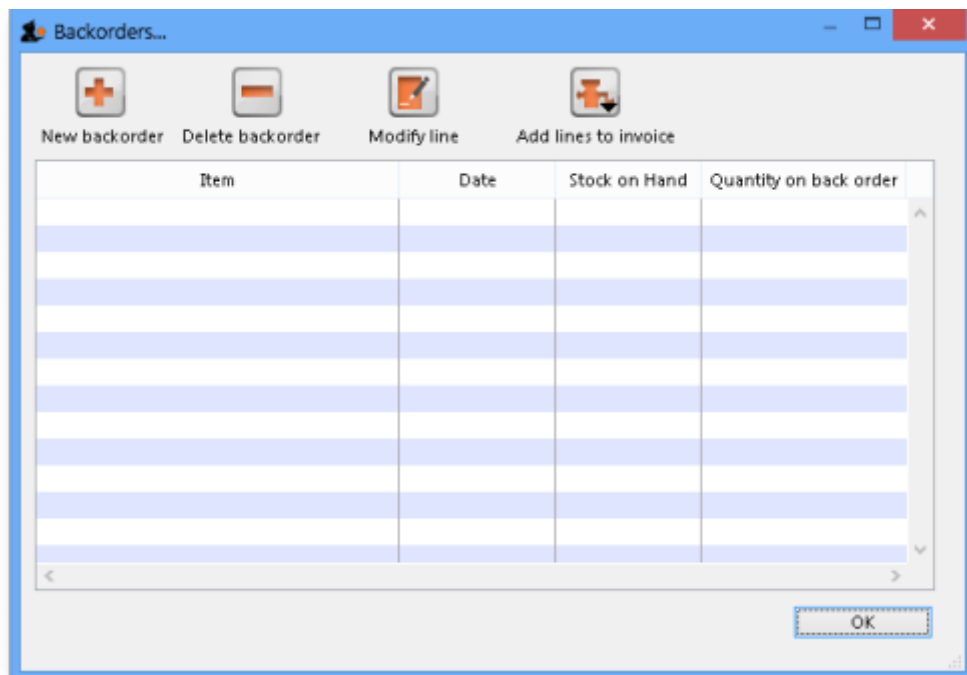 Backorders...
New backorder Delete backorder Modify line Add lines to invoice
Item Date Stock on Hand Quantity on back order
OK